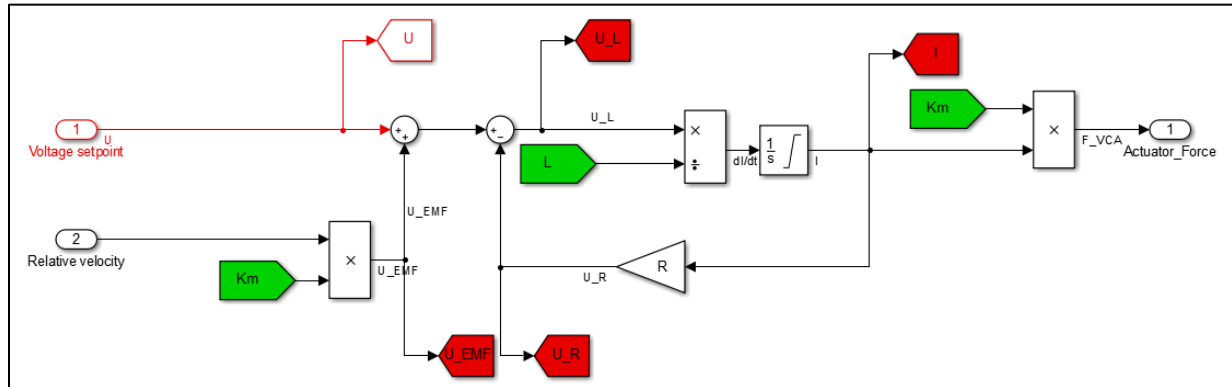 U
U_L
I
Km
1
U
Voltage setpoint
+
+
+
−
U_L
×
÷
L
dI/dt
1
s
I
×
F_VCA
1
Actuator_Force
U_EMF
2
Relative velocity
Km
×
U_EMF
U_R
R
U_EMF
U_R